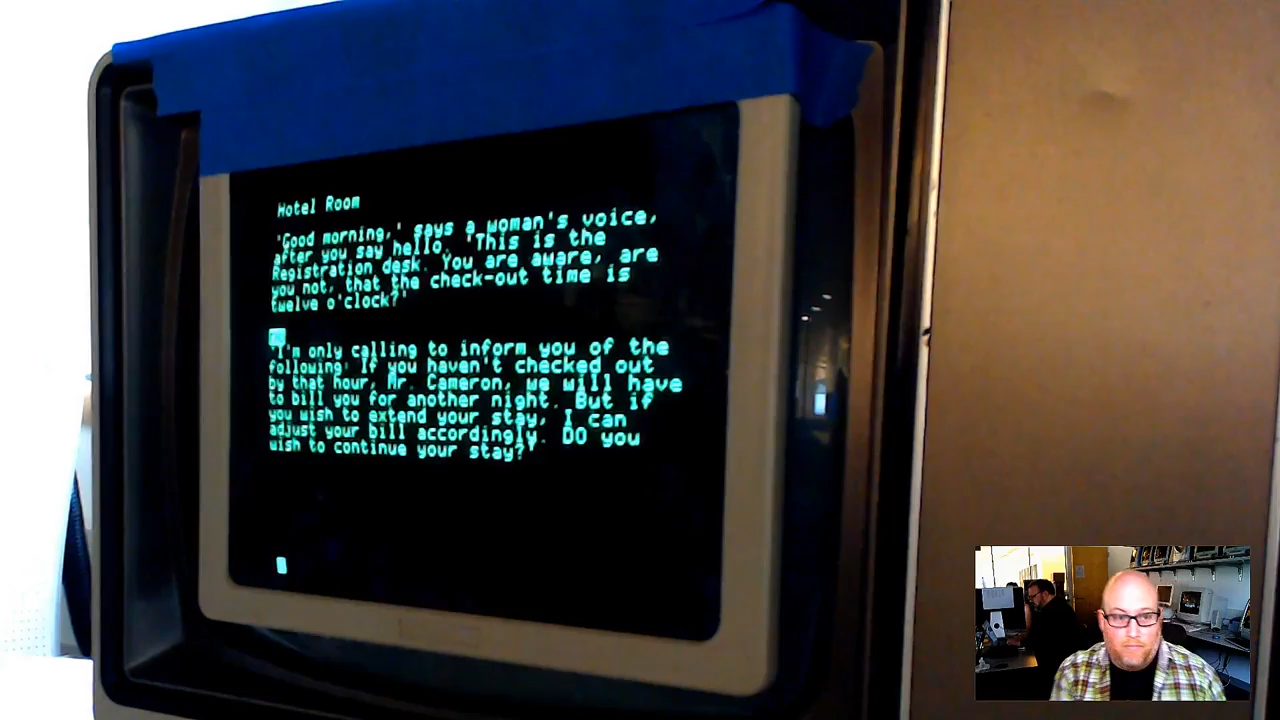 Hotel Room
'Good morning,' says a woman's voice,
after you say hello. 'This is the
Registration desk. You are aware, are
you not, that the check-out time is
twelve o'clock?'
'I'm only calling to inform you of the
following: If you haven't checked out
by that hour, Mr. Cameron, we will have
to bill you for another night. But if
you wish to extend your stay, I can
adjust your bill accordingly. DO you
wish to continue your stay?'